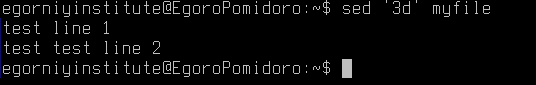 egorniyinstitute@EgoroPomidoro:~$ sed '3d' myfile
test line 1
test test line 2
egorniyinstitute@EgoroPomidoro:~$